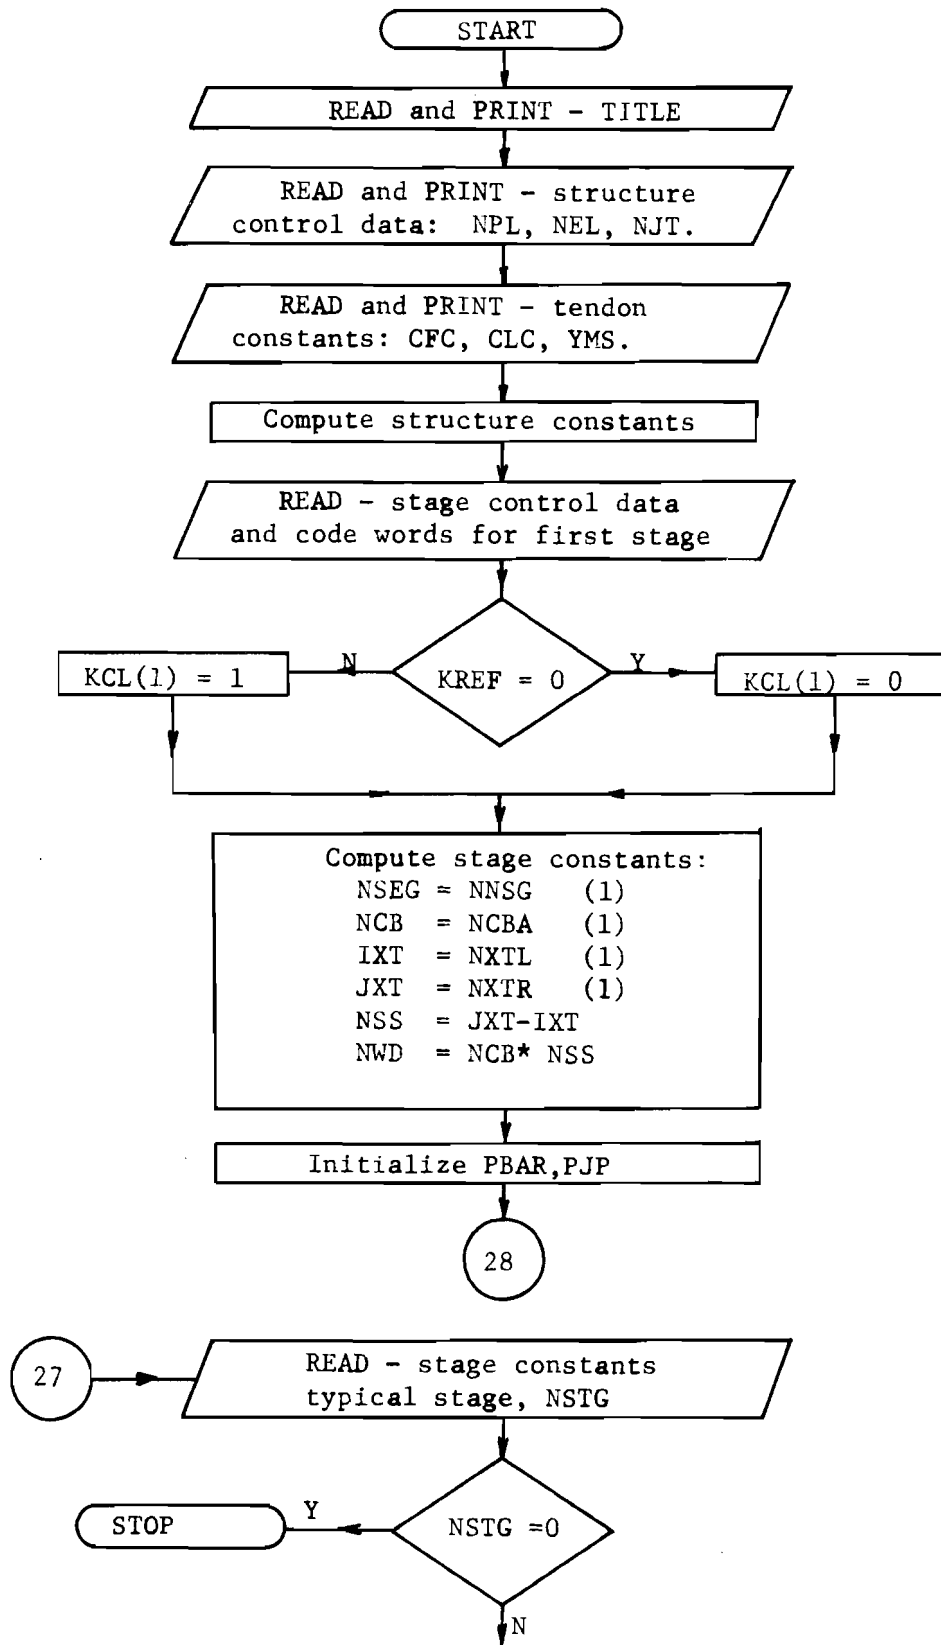 START
READ and PRINT - TITLE
READ and PRINT - structure
control data: NPL, NEL, NJT.
READ and PRINT - tendon
constants: CFC, CLC, YMS.
Compute structure constants
READ - stage control data
and code words for first stage
N
Y
KCL(1) = 1
KREF = 0
KCL(1) = 0
Compute stage constants:
NSEG = NNSG (1)
NCB = NCBA (1)
IXT = NXTL (1)
JXT = NXTR (1)
NSS = JXT-IXT
NWD = NCB* NSS
Initialize PBAR,PJP
28
27
READ - stage constants
typical stage, NSTG
STOP
Y
NSTG =0
N